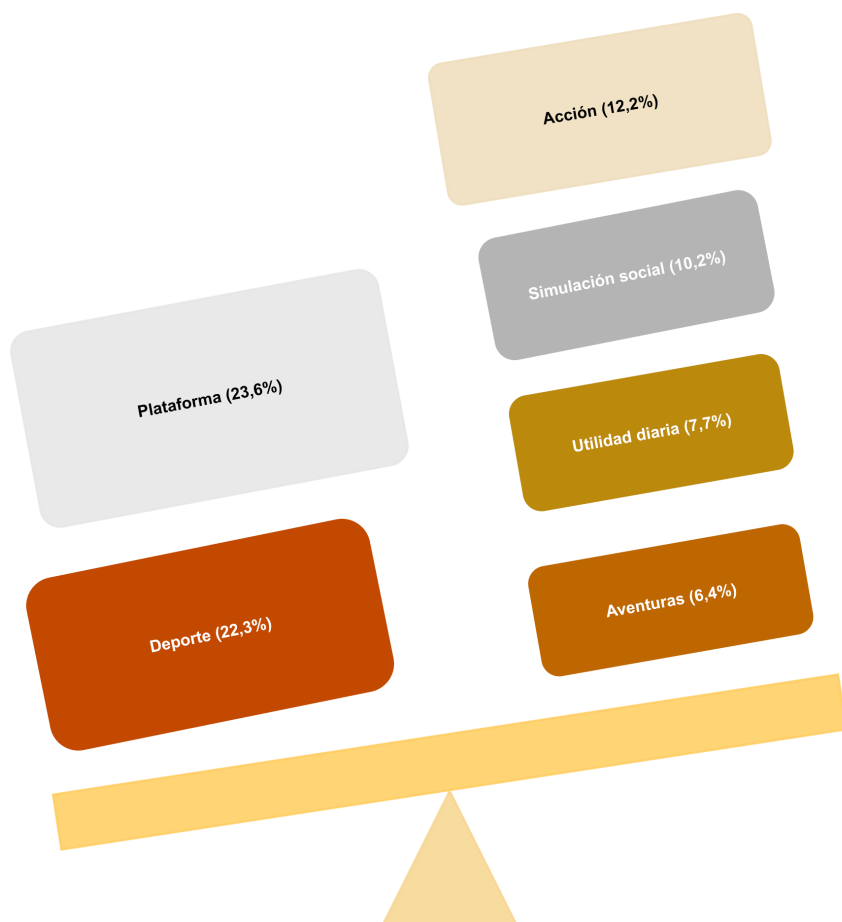 Acción (12,2%)
Simulación social (10,2%)
Plataforma (23,6%)
Utilidad diaria (7,7%)
Aventuras (6,4%)
Deporte (22,3%)